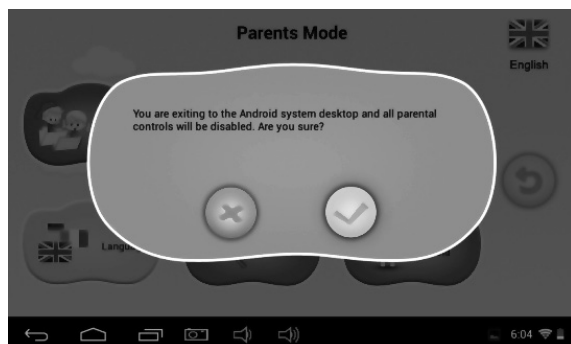 Parents Mode
English
You are exiting to the Android system desktop and all parental
controls will be disabled. Are you sure?
6:04